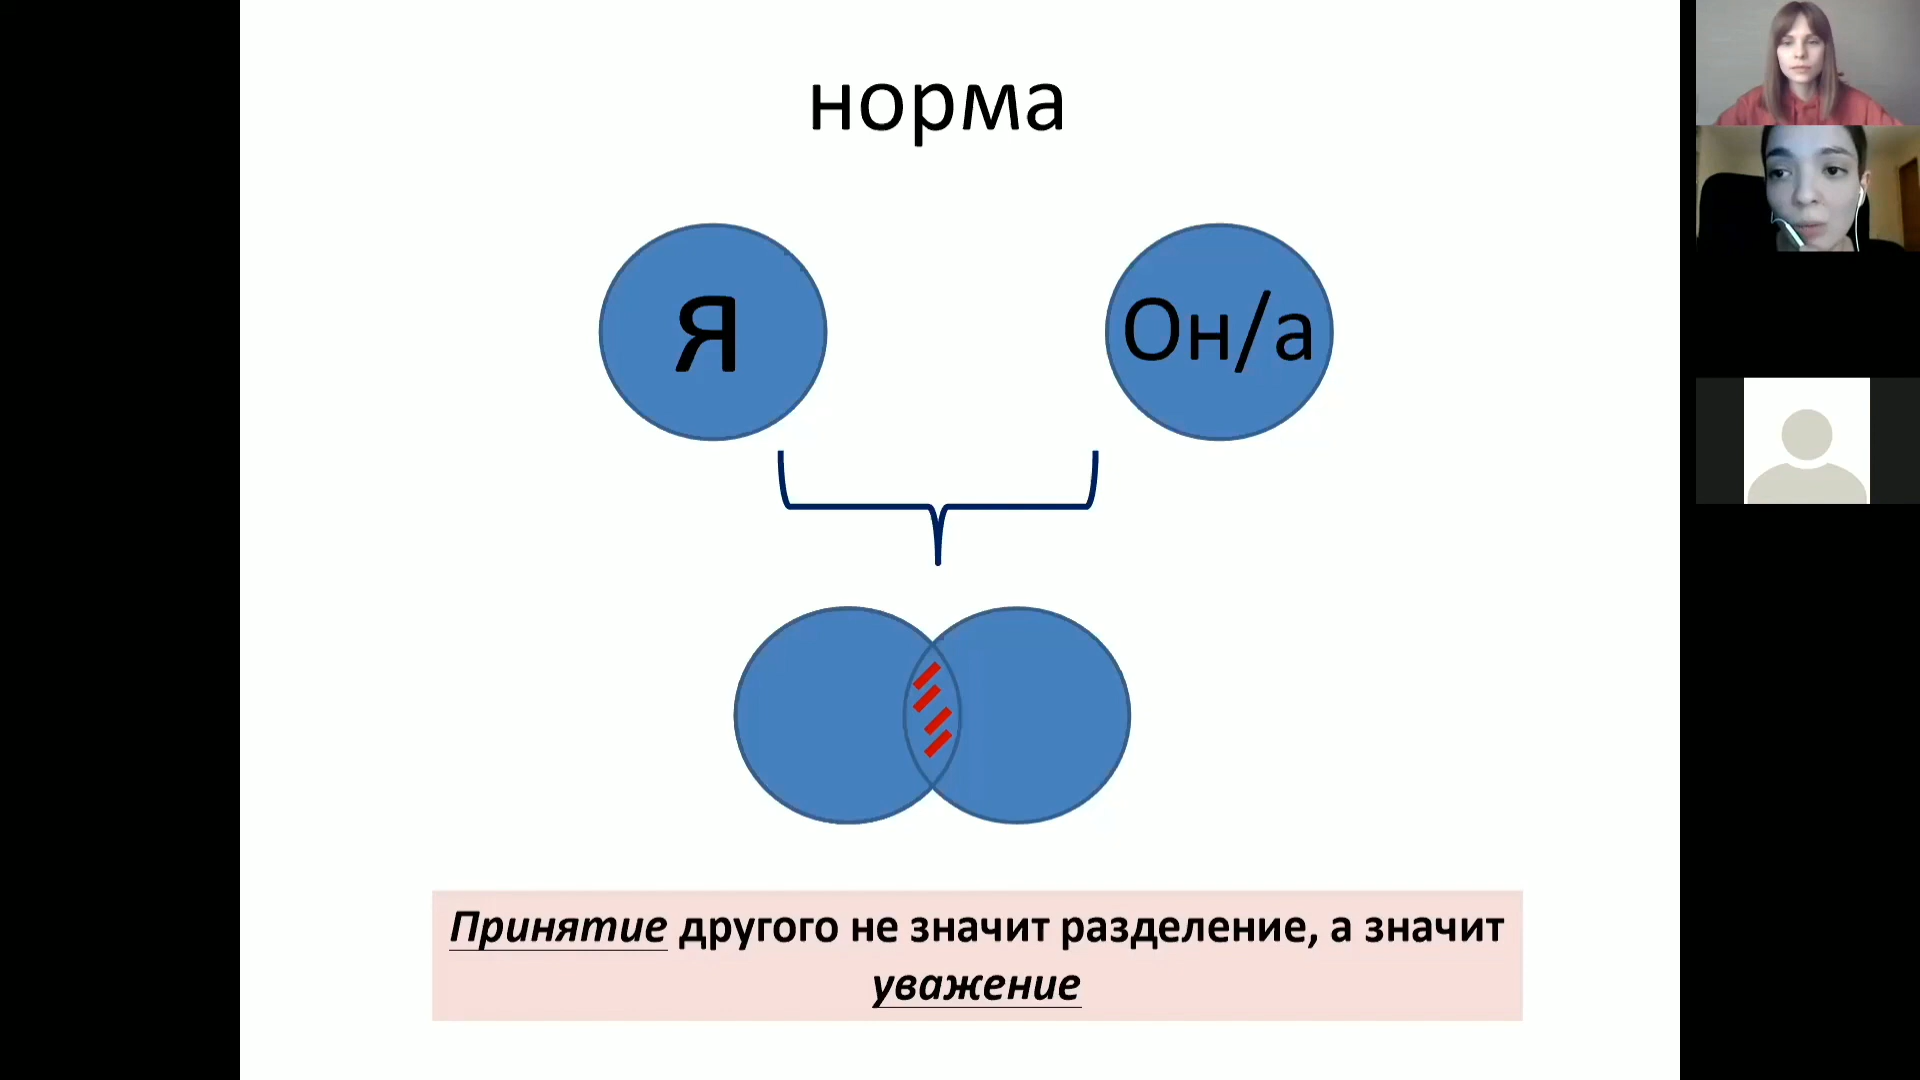 норма
Я
Он/а
Принятие другого не значит разделение, а значит
уважение